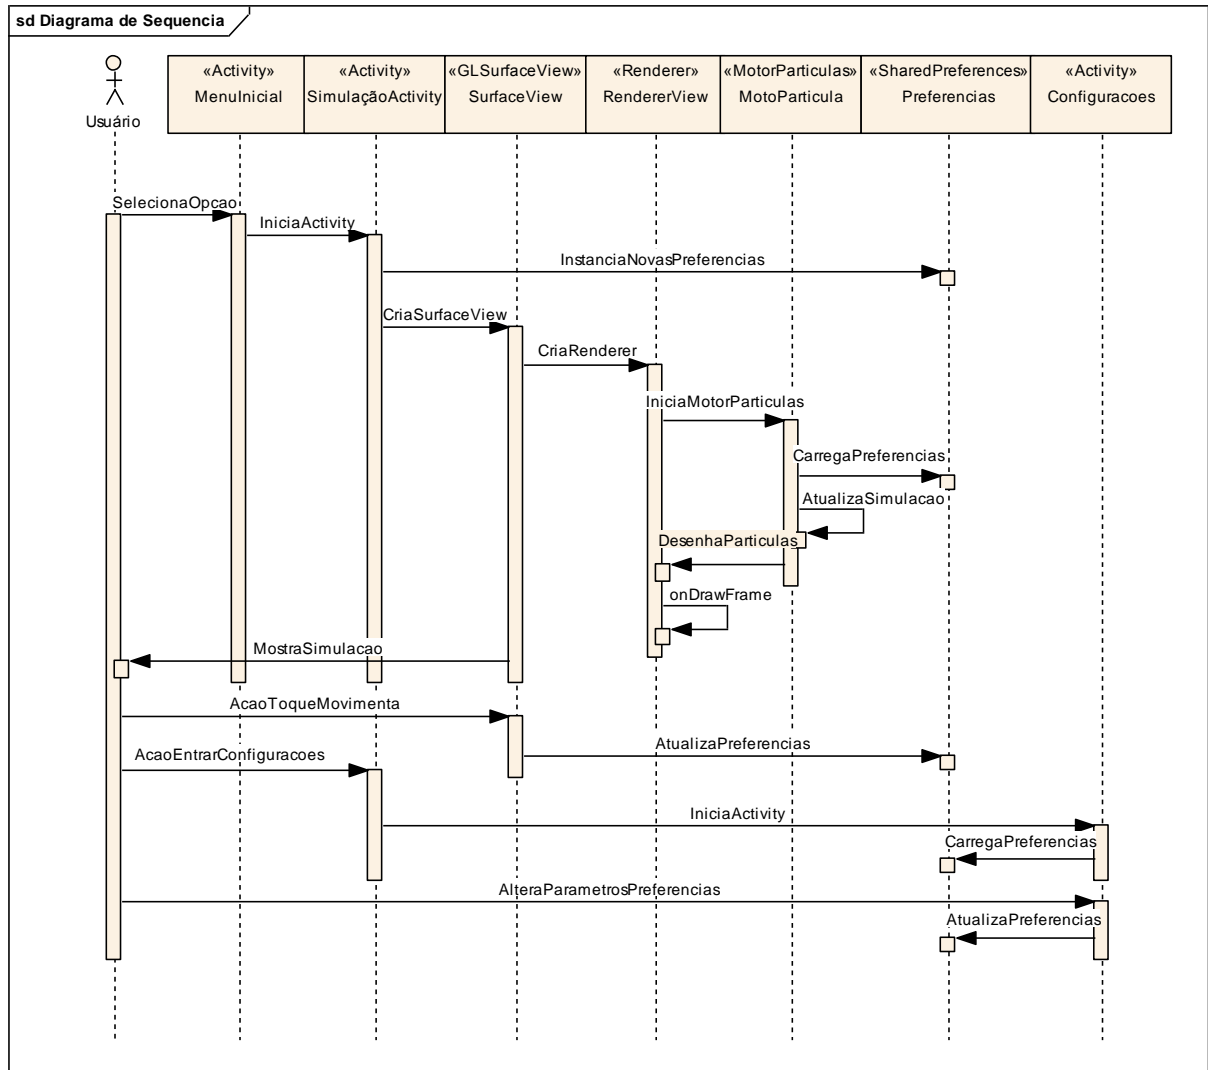 sd Diagrama de Sequencia
Usuário
«Activity»
MenuInicial
«Activity»
SimulaçãoActivity
«GLSurfaceView»
SurfaceView
«Renderer»
RendererView
«MotorParticulas»
MotoParticula
«SharedPreferences»
Preferencias
«Activity»
Configuracoes
SelecionaOpcao
IniciaActivity
InstanciaNovasPreferencias
CriaSurfaceView
CriaRenderer
IniciaMotorParticulas
CarregaPreferencias
AtualizaSimulacao
DesenhaParticulas
onDrawFrame
MostraSimulacao
AcaoToqueMovimenta
AtualizaPreferencias
AcaoEntrarConfiguracoes
IniciaActivity
CarregaPreferencias
AlteraParametrosPreferencias
AtualizaPreferencias